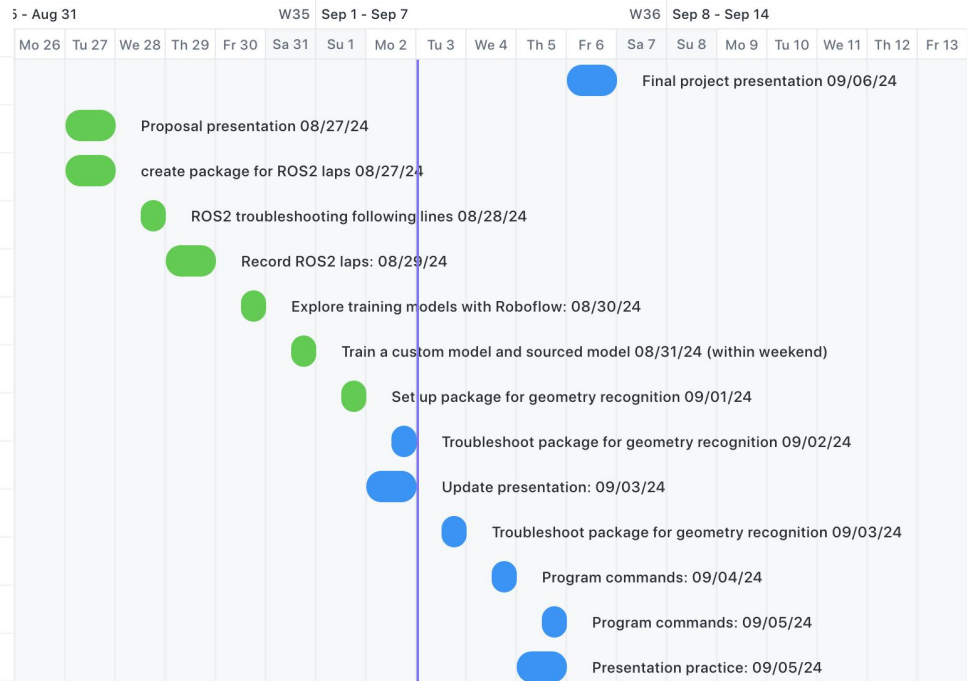 5 - Aug 31 W35 Sep 1 - Sep 7 W36 Sep 8 - Sep 14
Mo 26 Tu 27 We 28 Th 29 Fr 30 Sa 31 Su 1 Mo 2 Tu 3 We 4 Th 5 Fr 6 Sa 7 Su 8 Mo 9 Tu 10 We 11 Th 12 Fr 13
Final project presentation 09/06/24
Proposal presentation 08/27/24
create package for ROS2 laps 08/27/24
ROS2 troubleshooting following lines 08/28/24
Record ROS2 laps: 08/29/24
Explore training models with Roboflow: 08/30/24
Train a custom model and sourced model 08/31/24 (within weekend)
Set up package for geometry recognition 09/01/24
Troubleshoot package for geometry recognition 09/02/24
Update presentation: 09/03/24
Troubleshoot package for geometry recognition 09/03/24
Program commands: 09/04/24
Program commands: 09/05/24
Presentation practice: 09/05/24